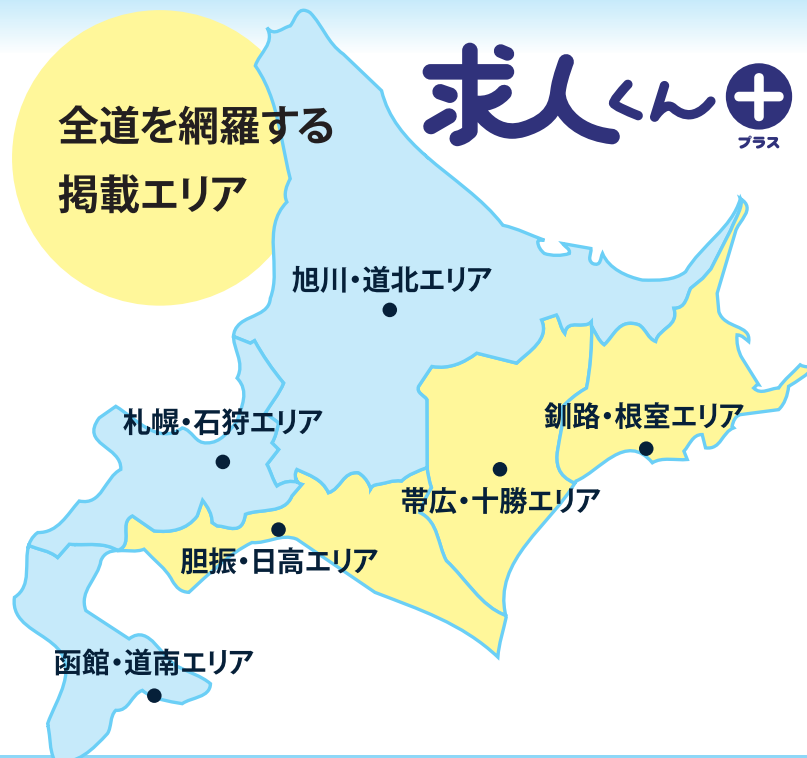 全道を網羅する
掲載エリア
求人くん+
プラス
旭川・道北エリア
札幌・石狩エリア
釧路・根室エリア
帯広・十勝エリア
胆振・日高エリア
函館・道南エリア